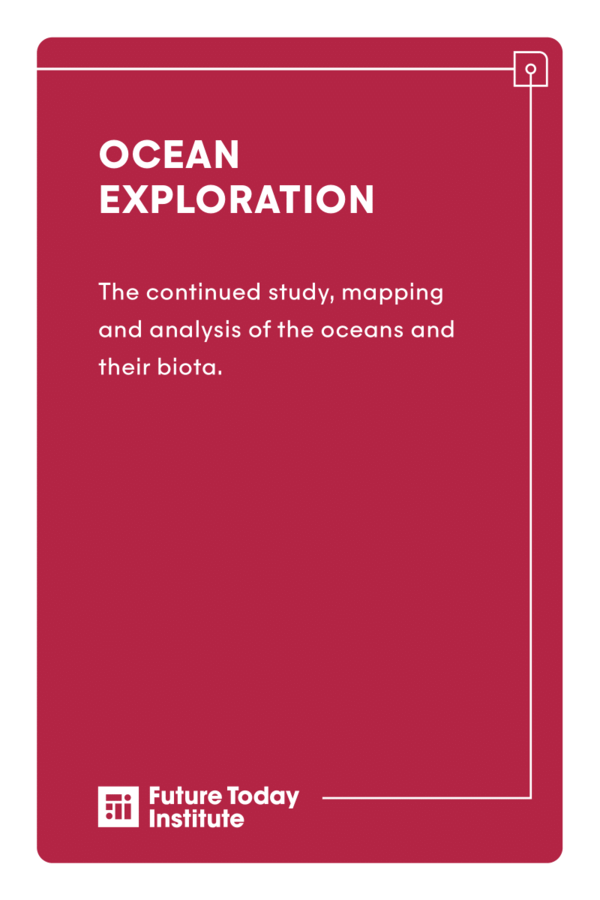 OCEAN
EXPLORATION
The continued study, mapping
and analysis of the oceans and
their biota.
Future Today
Institute